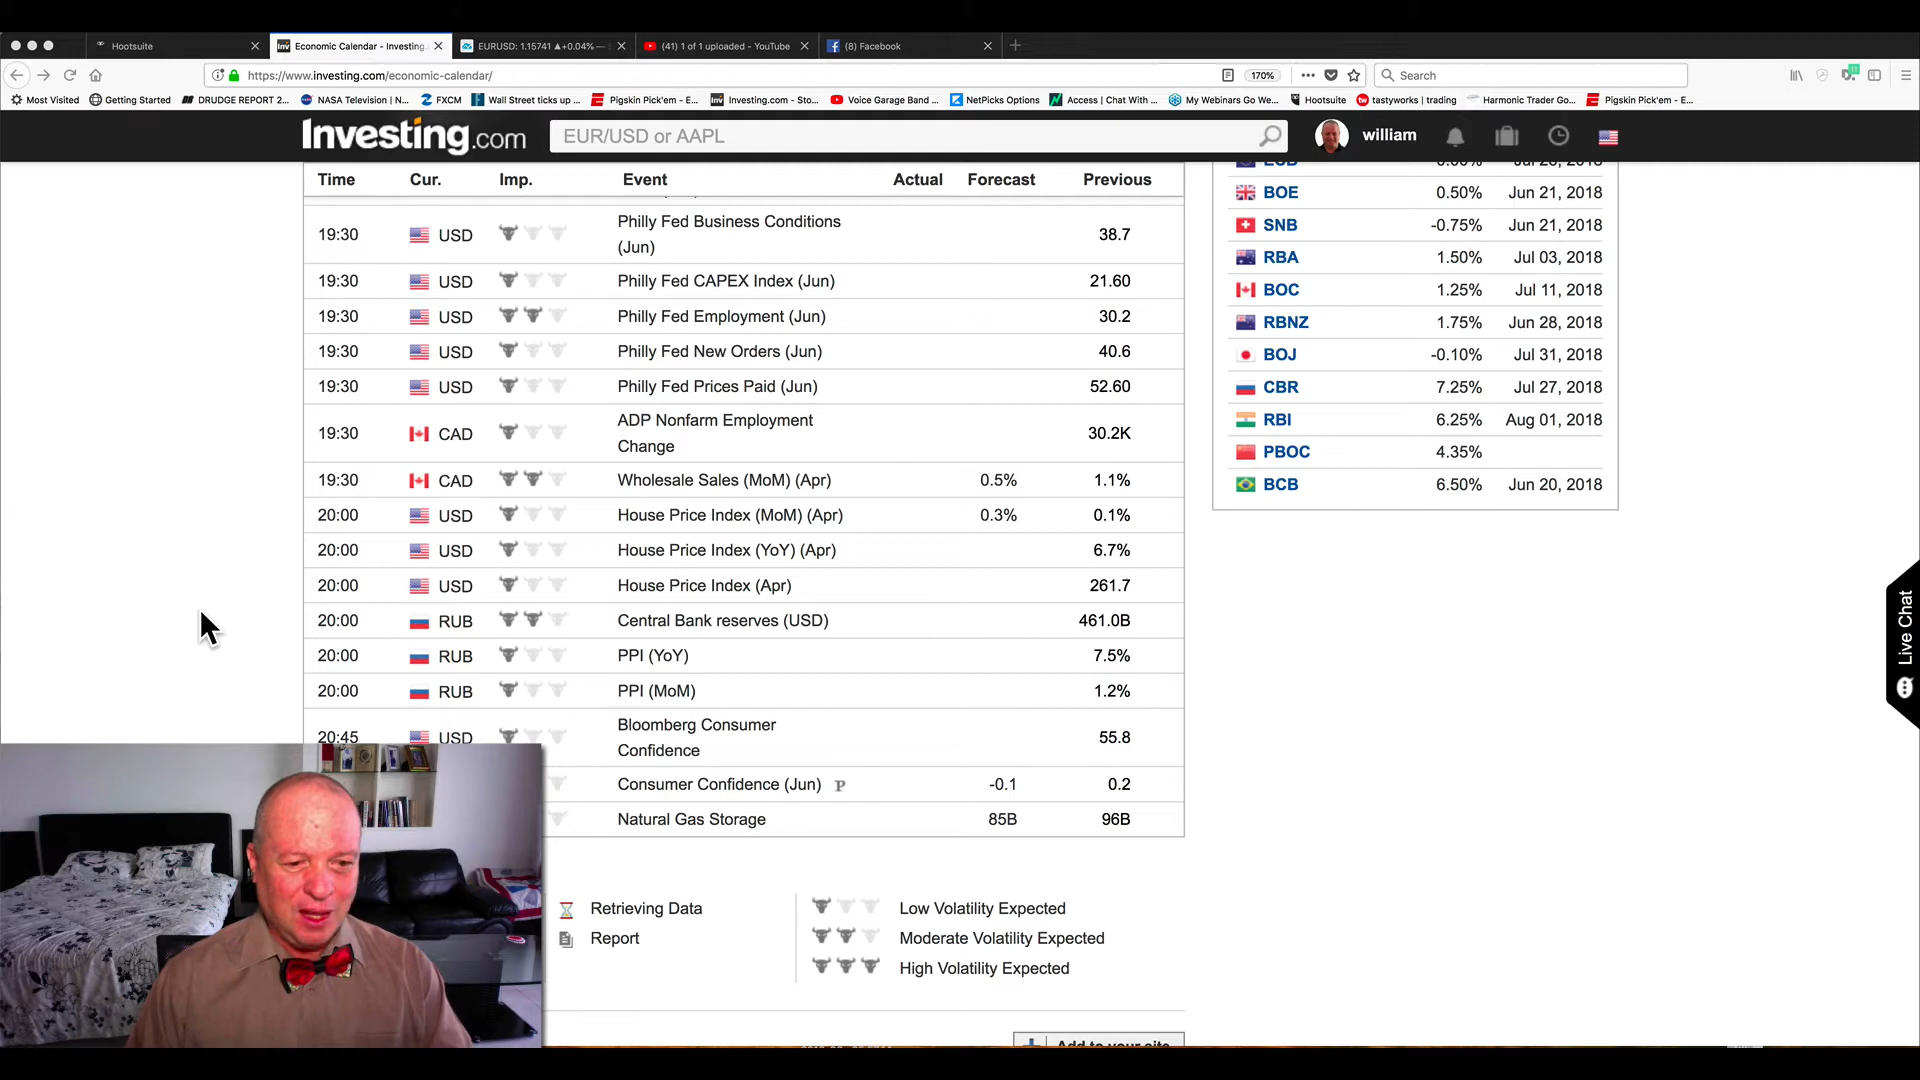 Hootsuite
Economic Calendar - Investing.
EURUSD: 1.15741 ▲+0.04% —
(41) 1 of 1 uploaded - YouTube
(8) Facebook
https://www.investing.com/economic-calendar/
170%
Search
Most Visited
Getting Started
DRUDGE REPORT 2...
NASA Television | N...
FXCM
Wall Street ticks up ...
Pigskin Pick'em - E...
Investing.com - Sto...
Voice Garage Band ...
NetPicks Options
Access | Chat With ...
My Webinars Go We...
Hootsuite
tastyworks | trading
Harmonic Trader Go...
Pigskin Pick'em - E...
Investing.com
EUR/USD or AAPL
william
Time Cur. Imp. Event Actual Forecast Previous
19:30 USD Philly Fed Business Conditions
(Jun) 38.7
19:30 USD Philly Fed CAPEX Index (Jun) 21.60
19:30 USD Philly Fed Employment (Jun) 30.2
19:30 USD Philly Fed New Orders (Jun) 40.6
19:30 USD Philly Fed Prices Paid (Jun) 52.60
19:30 CAD ADP Nonfarm Employment
Change 30.2K
19:30 CAD Wholesale Sales (MoM) (Apr) 0.5% 1.1%
20:00 USD House Price Index (MoM) (Apr) 0.3% 0.1%
20:00 USD House Price Index (YoY) (Apr) 6.7%
20:00 USD House Price Index (Apr) 261.7
20:00 RUB Central Bank reserves (USD) 461.0B
20:00 RUB PPI (YoY) 7.5%
20:00 RUB PPI (MoM) 1.2%
20:45 USD Bloomberg Consumer
Confidence 55.8
Consumer Confidence (Jun) P -0.1 0.2
Natural Gas Storage 85B 96B
Retrieving Data
Report
Low Volatility Expected
Moderate Volatility Expected
High Volatility Expected
Add to your site
BOE 0.50% Jun 21, 2018
SNB -0.75% Jun 21, 2018
RBA 1.50% Jul 03, 2018
BOC 1.25% Jul 11, 2018
RBNZ 1.75% Jun 28, 2018
BOJ -0.10% Jul 31, 2018
CBR 7.25% Jul 27, 2018
RBI 6.25% Aug 01, 2018
PBOC 4.35%
BCB 6.50% Jun 20, 2018
Live Chat